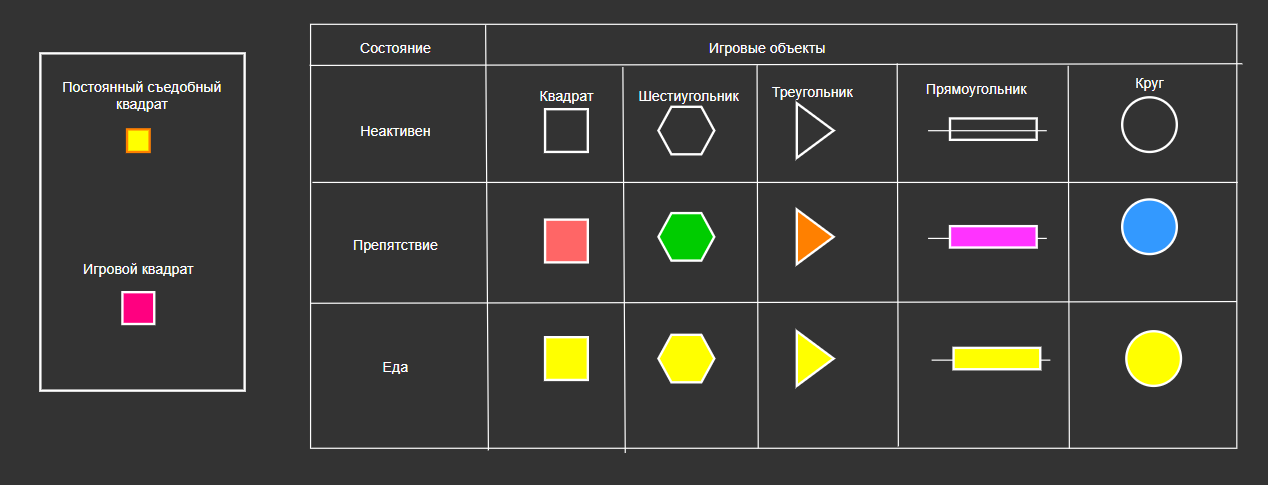 Постоянный съедобный
квадрат
Игровой квадрат
Состояние
Игровые объекты
Квадрат
Шестиугольник
Треугольник
Прямоугольник
Круг
Неактивен
Препятствие
Еда